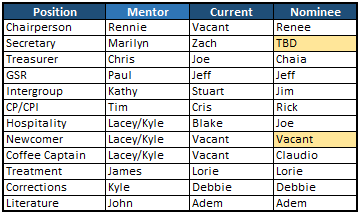 Position Mentor Current Nominee
Chairperson Rennie Vacant Renee
Secretary Marilyn Zach TBD
Treasurer Chris Joe Chaia
GSR Paul Jeff Jeff
Intergroup Kathy Stuart Jim
CP/CPI Tim Cris Rick
Hospitality Lacey/Kyle Blake Joe
Newcomer Lacey/Kyle Vacant Vacant
Coffee Captain Lacey/Kyle Vacant Claudio
Treatment James Lorie Lorie
Corrections Kyle Debbie Debbie
Literature John Adem Adem